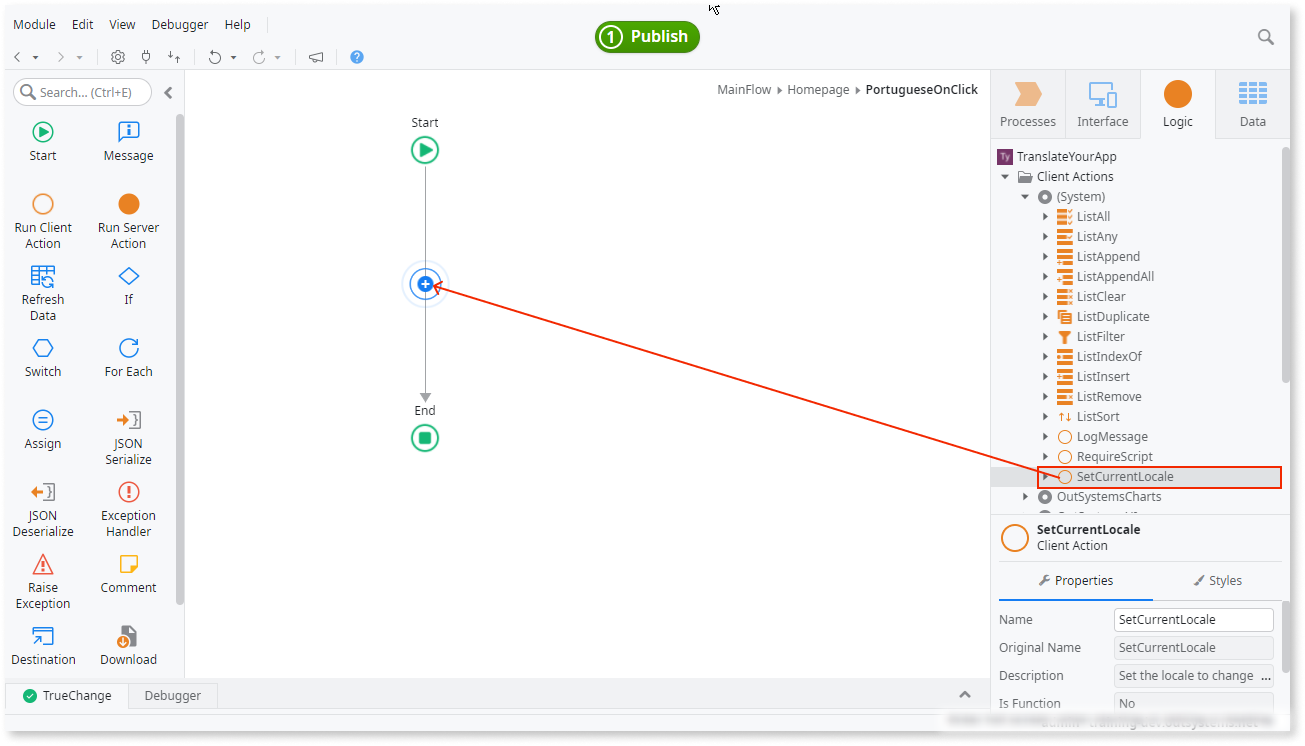 Module Edit View Debugger Help
1 Publish
Search... (Ctrl+E)
Start Message
Run Client Action Run Server Action
Refresh Data If
Switch For Each
Assign JSON Serialize
JSON Deserialize Exception Handler
Raise Exception Comment
Destination Download
MainFlow Homepage PortugueseOnClick
Start
End
Processes Interface Logic Data
Ty TranslateYourApp
Client Actions
(System)
ListAll
ListAny
ListAppend
ListAppendAll
ListClear
ListDuplicate
ListFilter
ListIndexOf
ListInsert
ListRemove
ListSort
LogMessage
RequireScript
SetCurrentLocale
OutSystemsCharts
SetCurrentLocale
Client Action
Properties Styles
Name SetCurrentLocale
Original Name SetCurrentLocale
Description Set the locale to change ...
Is Function No
TrueChange Debugger